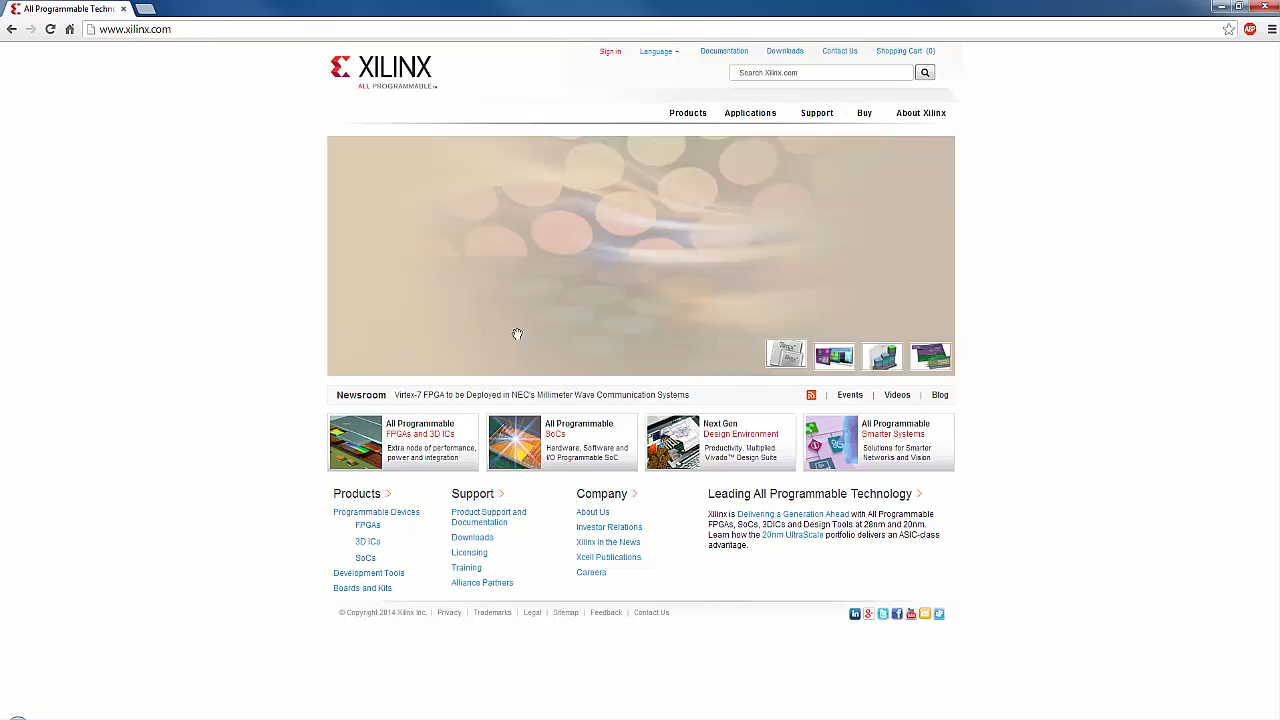 All Programmable Techno
www.xilinx.com
Sign in
Language
Documentation
Downloads
Contact Us
Shopping Cart (0)
XILINX
ALL PROGRAMMABLE
Search Xilinx.com
Products
Applications
Support
Buy
About Xilinx
Newsroom
Virtex-7 FPGA to be Deployed in NEC's Millimeter Wave Communication Systems
Events
Videos
Blog
All Programmable
FPGAs and 3D ICs
Extra node of performance,
power and integration
All Programmable
SoCs
Hardware, Software and
I/O Programmable SoC
Next Gen
Design Environment
Productivity. Multiplied.
Vivado™ Design Suite
All Programmable
Smarter Systems
Solutions for Smarter
Networks and Vision
Products
Programmable Devices
FPGAs
3D ICs
SoCs
Development Tools
Boards and Kits
Support
Product Support and
Documentation
Downloads
Licensing
Training
Alliance Partners
Company
About Us
Investor Relations
Xilinx in the News
Xcell Publications
Careers
Leading All Programmable Technology
Xilinx is Delivering a Generation Ahead with All Programmable
FPGAs, SoCs, 3DICs and Design Tools at 28nm and 20nm.
Learn how the 20nm UltraScale portfolio delivers an ASIC-class
advantage.
© Copyright 2014 Xilinx Inc. | Privacy | Trademarks | Legal | Sitemap | Feedback | Contact Us